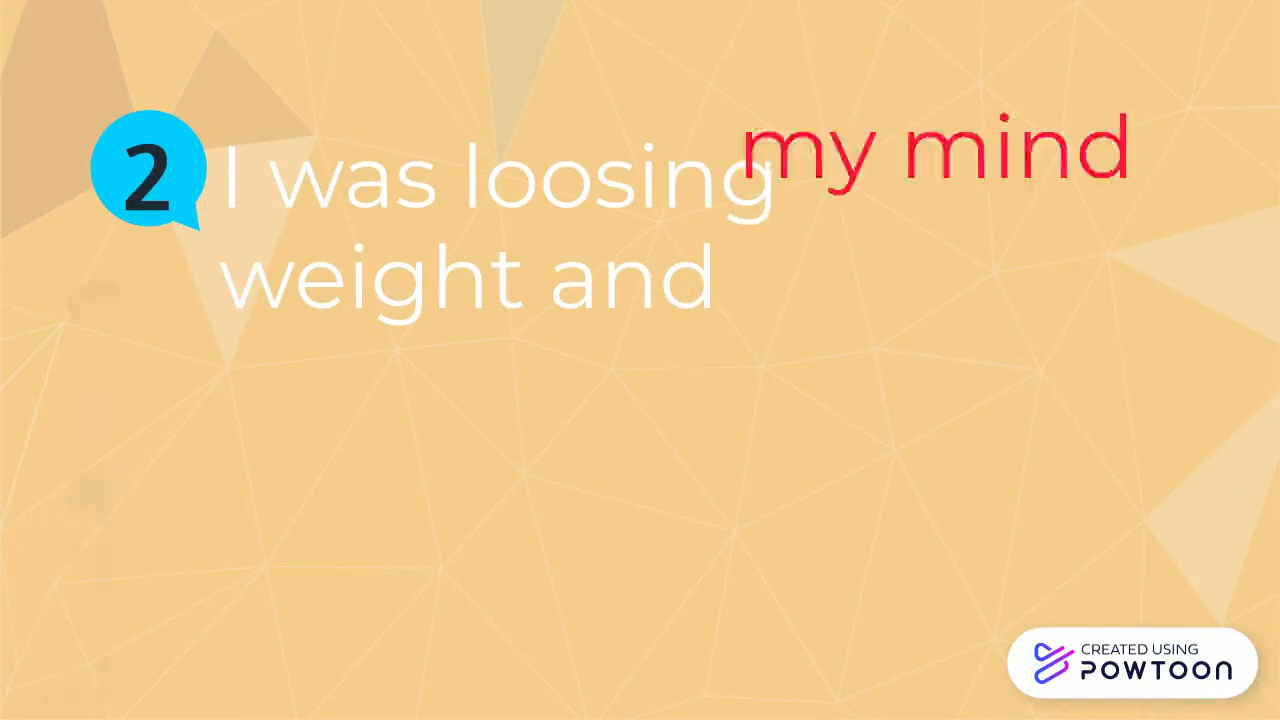 2
I was loosing
my mind
weight and
CREATED USING
POWTOON